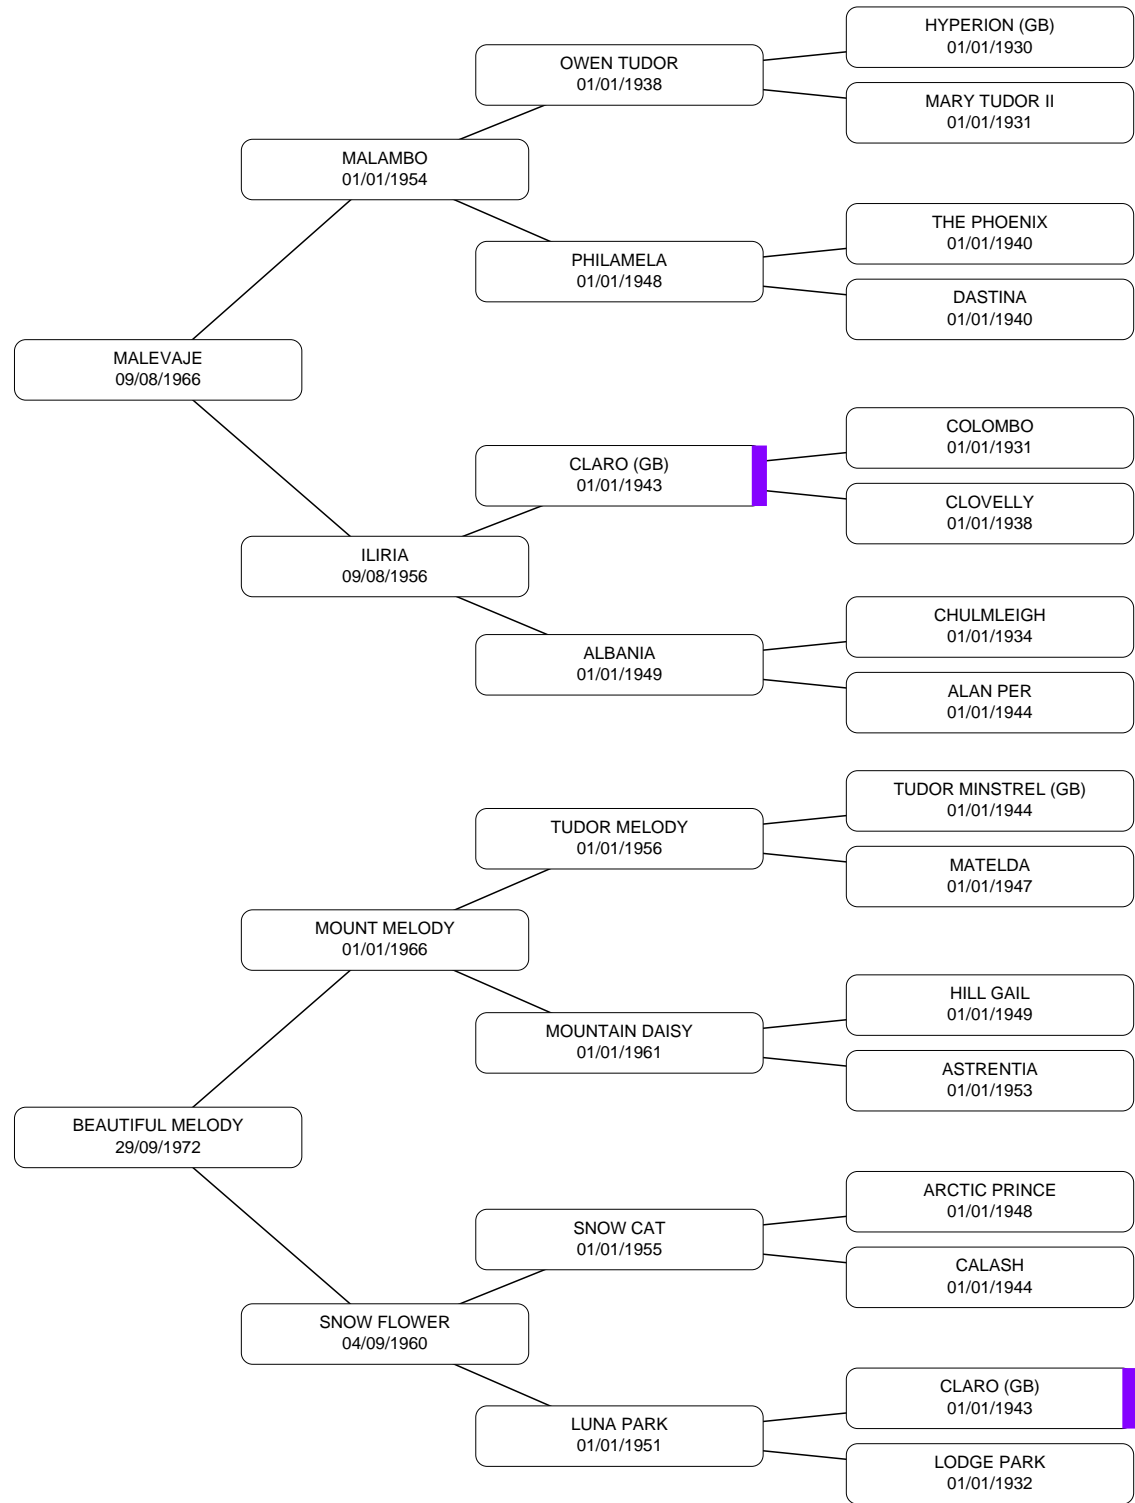 HYPERION (GB)
01/01/1930
OWEN TUDOR
01/01/1938
MARY TUDOR II
01/01/1931
MALAMBO
01/01/1954
THE PHOENIX
01/01/1940
PHILAMELA
01/01/1948
DASTINA
01/01/1940
MALEVAJE
09/08/1966
COLOMBO
01/01/1931
CLARO (GB)
01/01/1943
CLOVELLY
01/01/1938
ILIRIA
09/08/1956
CHULMLEIGH
01/01/1934
ALBANIA
01/01/1949
ALAN PER
01/01/1944
TUDOR MINSTREL (GB)
01/01/1944
TUDOR MELODY
01/01/1956
MATELDA
01/01/1947
MOUNT MELODY
01/01/1966
HILL GAIL
01/01/1949
MOUNTAIN DAISY
01/01/1961
ASTRENTIA
01/01/1953
BEAUTIFUL MELODY
29/09/1972
ARCTIC PRINCE
01/01/1948
SNOW CAT
01/01/1955
CALASH
01/01/1944
SNOW FLOWER
04/09/1960
CLARO (GB)
01/01/1943
LUNA PARK
01/01/1951
LODGE PARK
01/01/1932